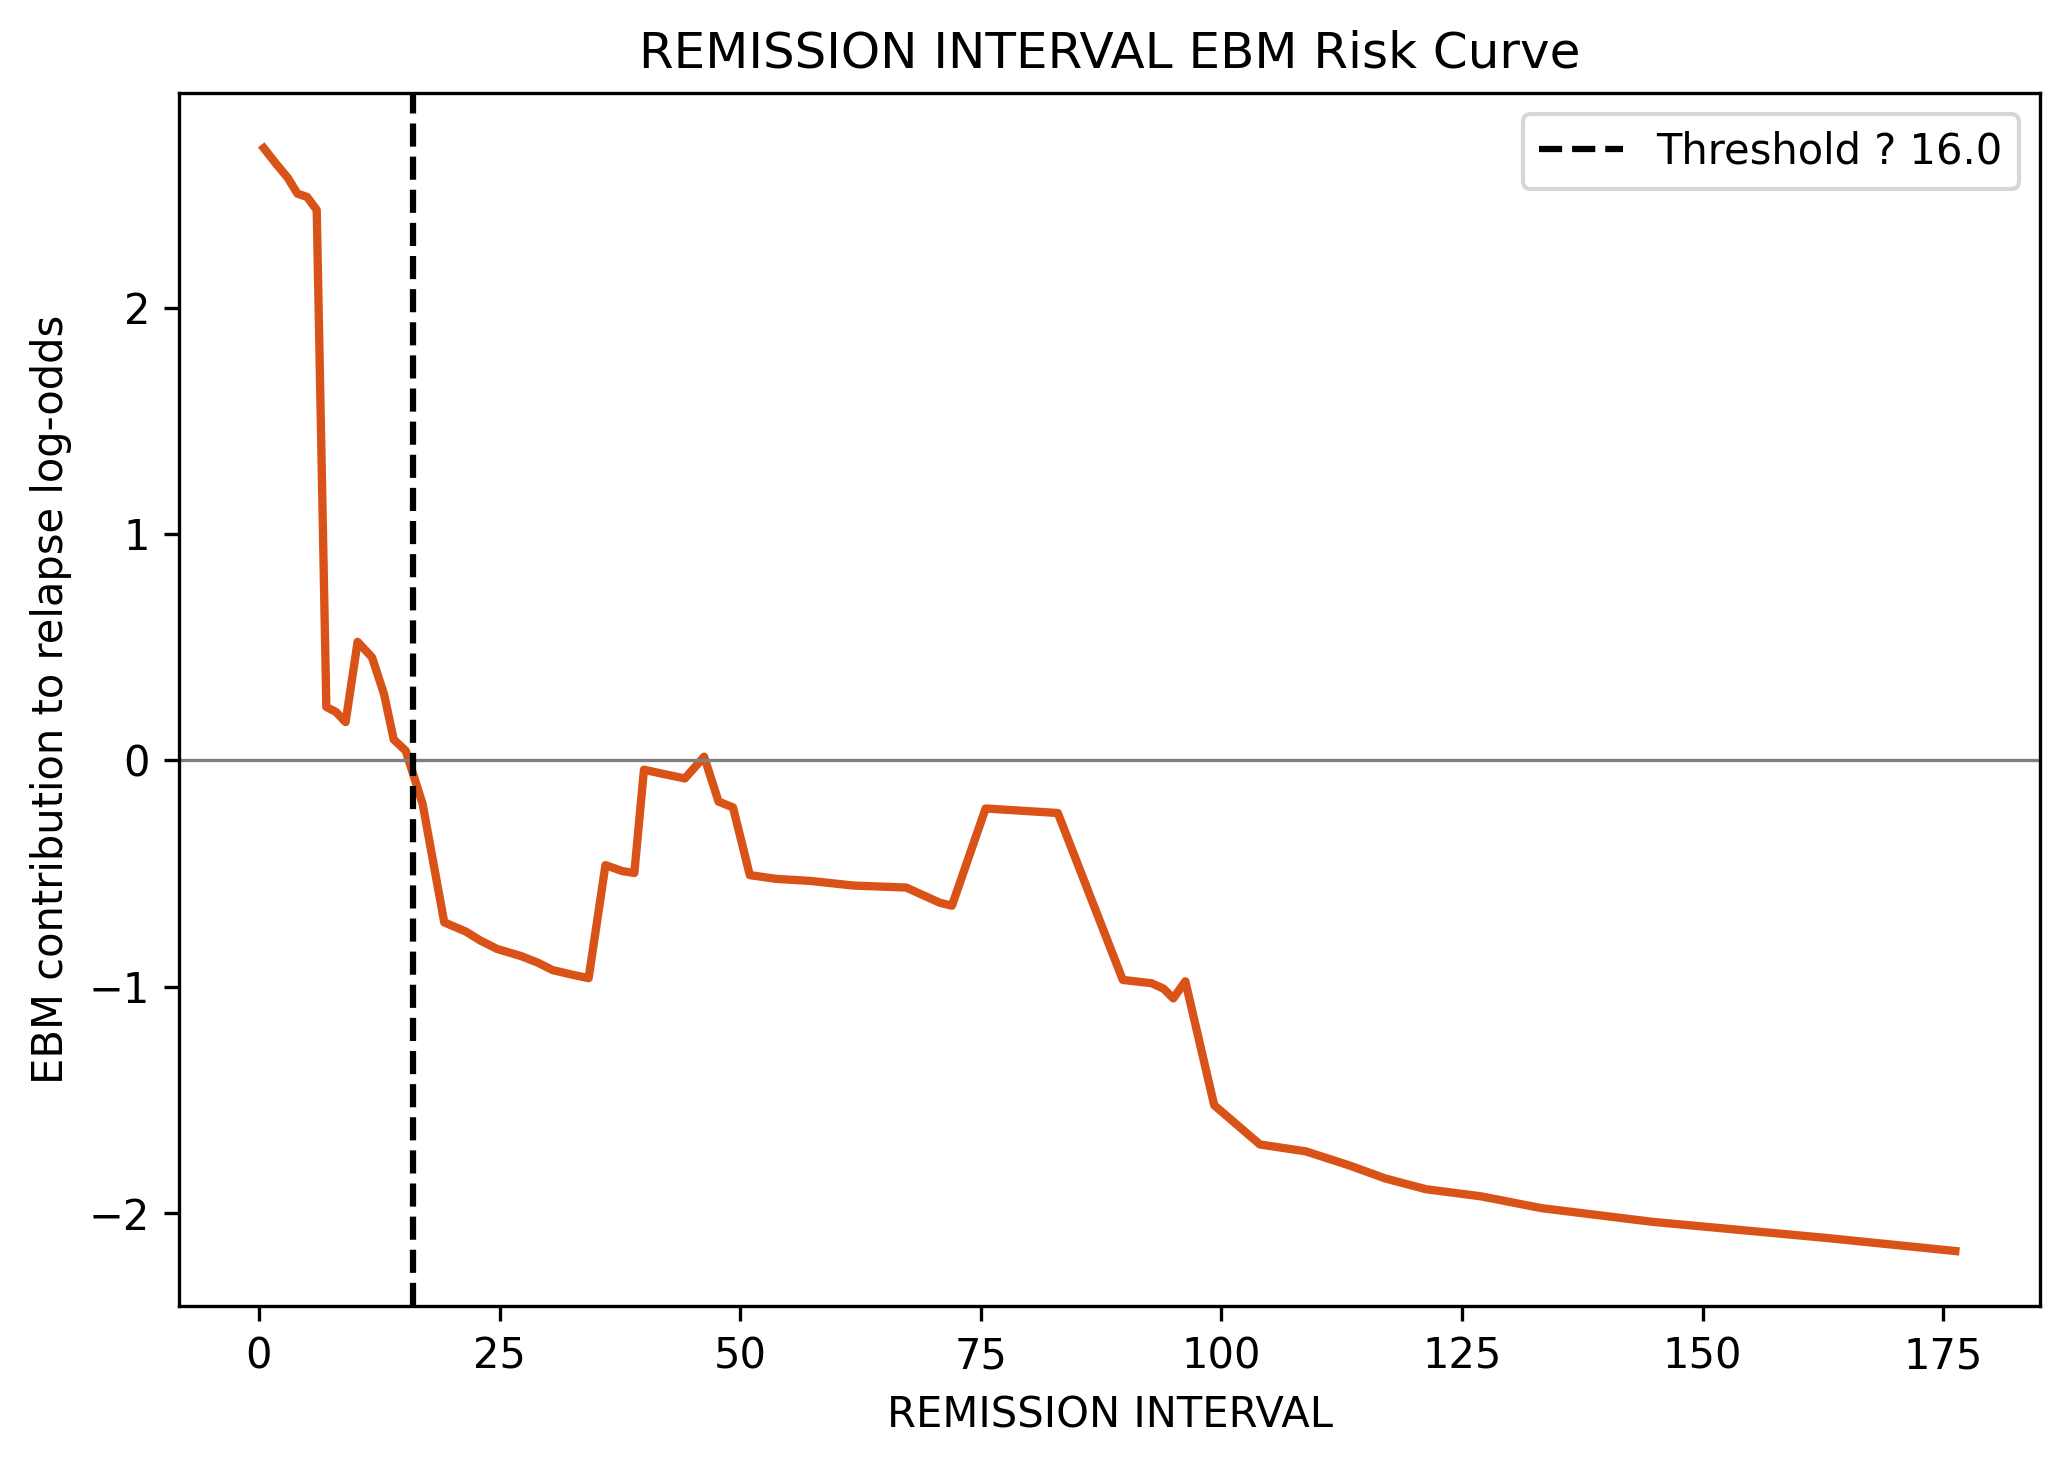 REMISSION INTERVAL EBM Risk Curve
Threshold ? 16.0
EBM contribution to relapse log-odds
2
1
0
−1
−2
0 25 50 75 100 125 150 175
REMISSION INTERVAL